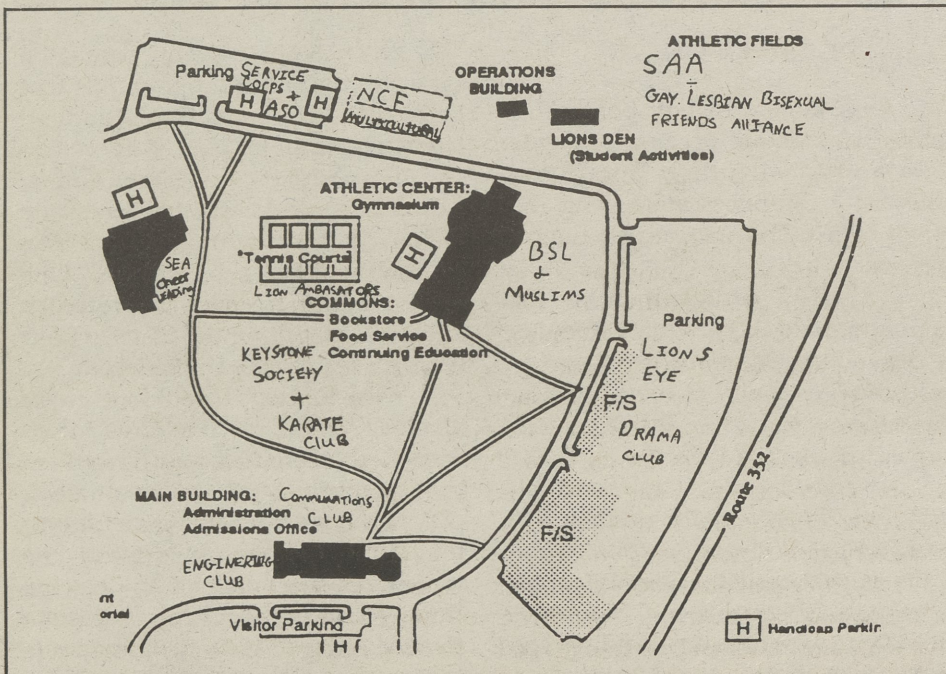 ATHLETIC FIELDS
SAA
+
GAY, LESBIAN BISEXUAL
FRIENDS AllIANCE
Parking SERVICE
CORPS +
ASO
H
H
NCF
MULTICULTURAL
OPERATIONS
BUILDING
LIONS DEN
(Student Activities)
H
SEA
CHEER
LEADING
ATHLETIC CENTER:
Gymnasium
H
Tennis Courts
LION AMBASATORS
BSL
&
MUSLIMS
COMMONS:
Bookstore
Food Service
Continuing Education
KEYSTONE
SOCIETY
+
KARATE
CLUB
Parking
LIONS
EYE
F/S
DRAMA
CLUB
F/S
Route 352
MAIN BUILDING:
Administration
Admissions Office
CLUB
CLUB
nt
orial
Visitor Parking
H
H Handicap Parkin